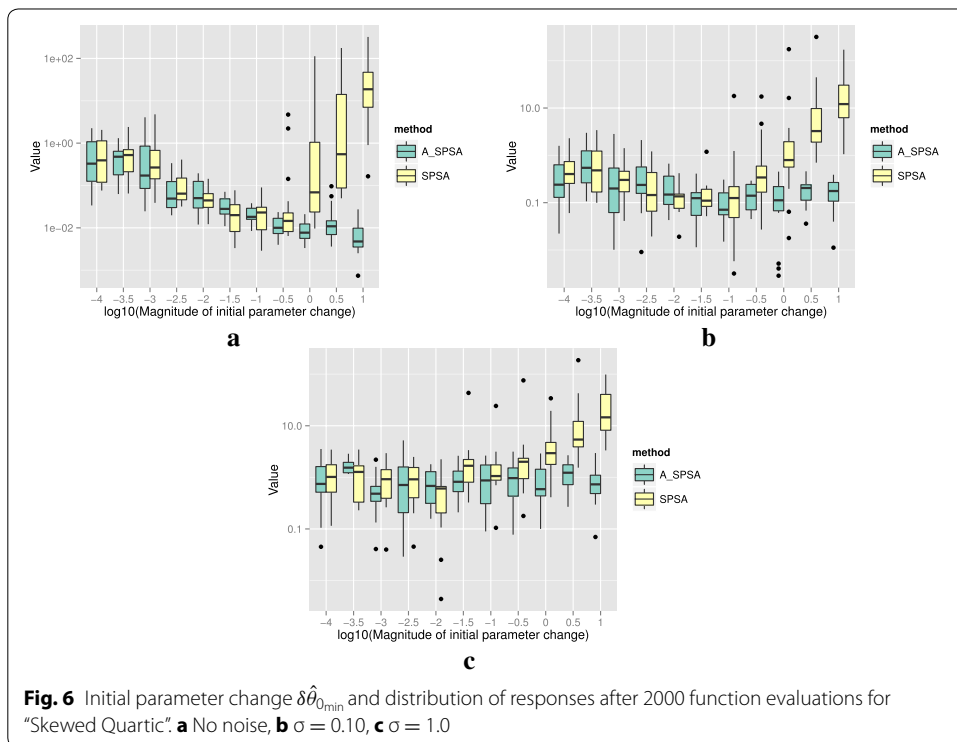 1e+02
1e+00
1e-02
Value
-4 -3.5 -3 -2.5 -2 -1.5 -1 -0.5 0 0.5 1
log10(Magnitude of initial parameter change)
method
A_SPSA
SPSA
a
10.0
0.1
Value
-4 -3.5 -3 -2.5 -2 -1.5 -1 -0.5 0 0.5 1
log10(Magnitude of initial parameter change)
method
A_SPSA
SPSA
b
10.0
0.1
Value
-4 -3.5 -3 -2.5 -2 -1.5 -1 -0.5 0 0.5 1
log10(Magnitude of initial parameter change)
method
A_SPSA
SPSA
c
Fig. 6 Initial parameter change δθ̂₀ₘᵢₙ and distribution of responses after 2000 function evaluations for
“Skewed Quartic”. a No noise, b σ = 0.10, c σ = 1.0